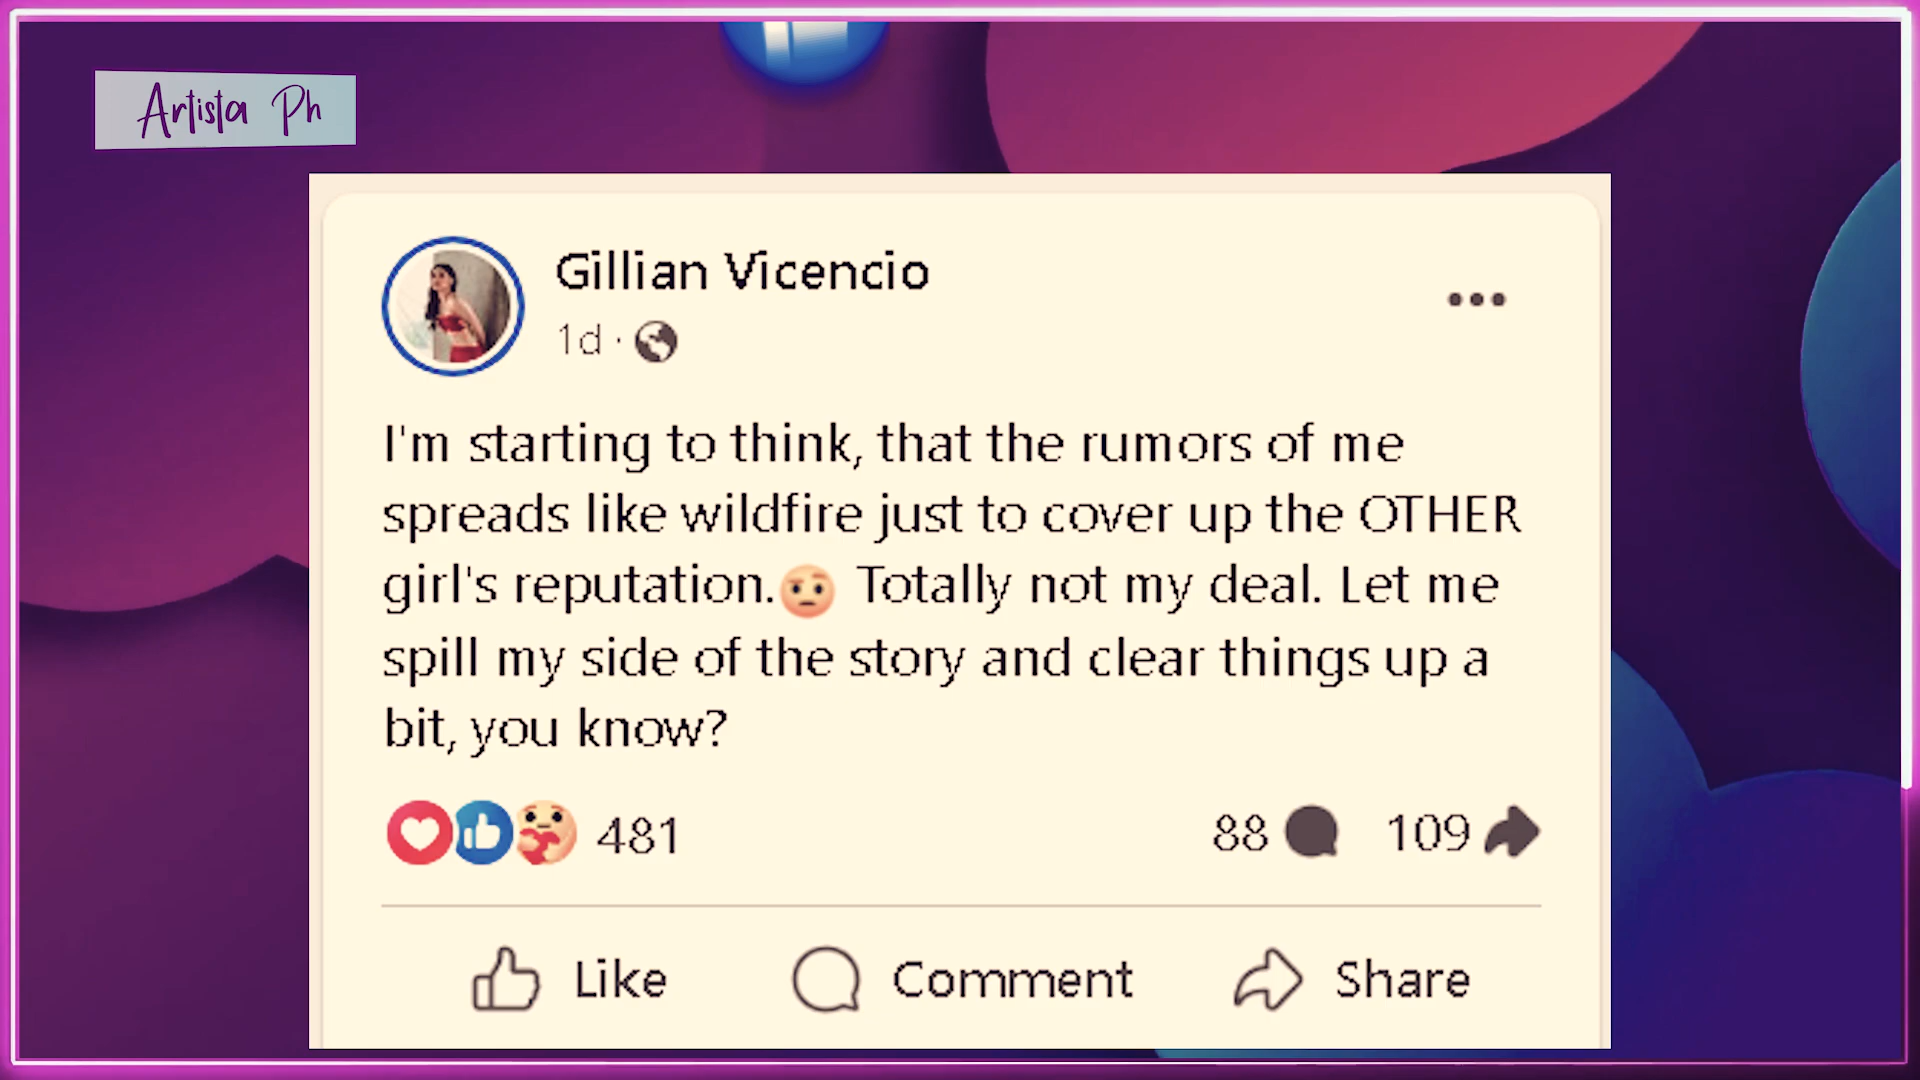 Artista Ph
Gillian Vicencio
1d ·
I'm starting to think, that the rumors of me
spreads like wildfire just to cover up the OTHER
girl's reputation.🤨 Totally not my deal. Let me
spill my side of the story and clear things up a
bit, you know?
481 88 109
Like Comment Share